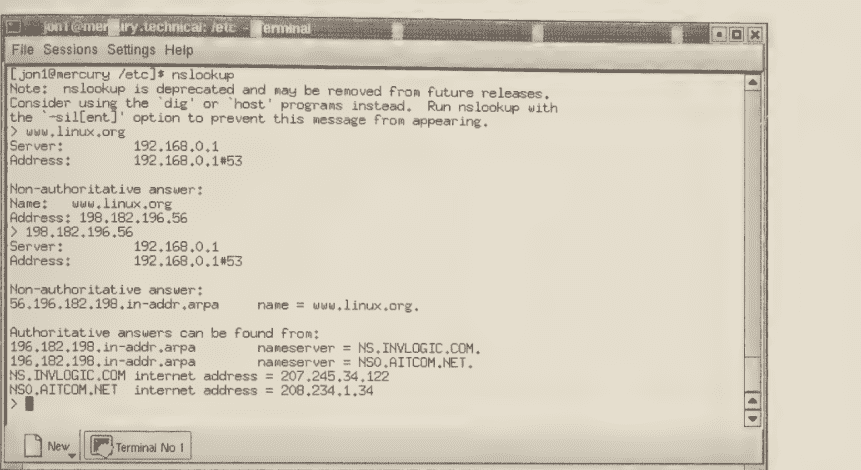 jon1@mercury.technical: /etc - Terminal
File Sessions Settings Help
[jon1@mercury /etc]$ nslookup
Note:  nslookup is deprecated and may be removed from future releases.
Consider using the `dig' or `host' programs instead.  Run nslookup with
the `-sil[ent]' option to prevent this message from appearing.
> www.linux.org
Server:         192.168.0.1
Address:        192.168.0.1#53
Non-authoritative answer:
Name:   www.linux.org
Address: 198.182.196.56
> 198.182.196.56
Server:         192.168.0.1
Address:        192.168.0.1#53
Non-authoritative answer:
56.196.182.198.in-addr.arpa     name = www.linux.org.
Authoritative answers can be found from:
196.182.198.in-addr.arpa        nameserver = NS.INVLOGIC.COM.
196.182.198.in-addr.arpa        nameserver = NS0.AITCOM.NET.
NS.INVLOGIC.COM internet address = 207.245.34.122
NS0.AITCOM.NET  internet address = 208.234.1.34
>
New
Terminal No 1